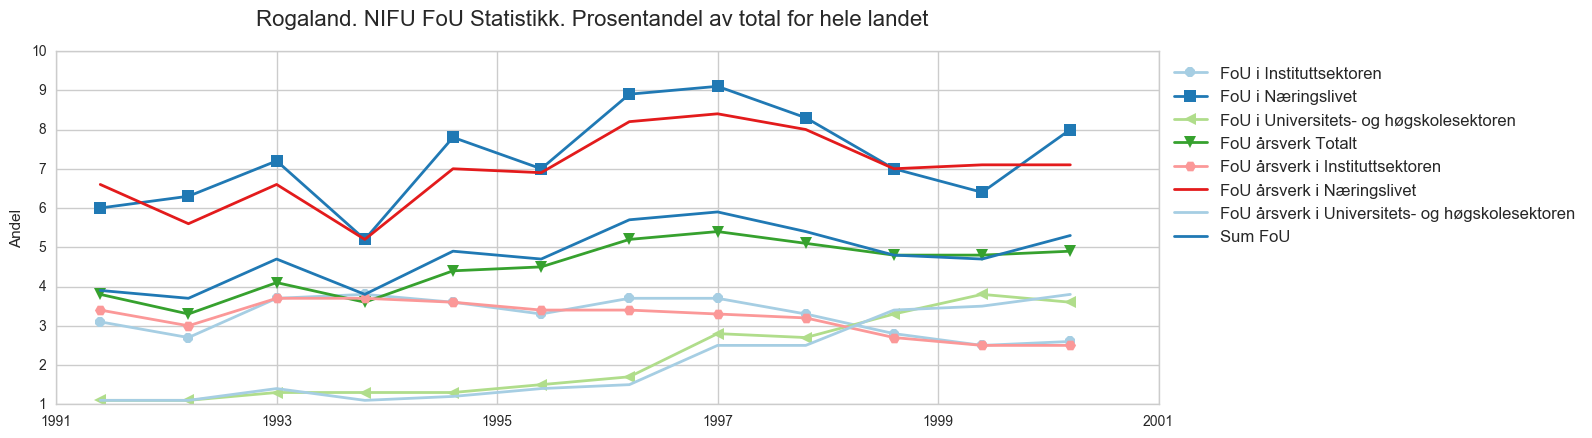 Rogaland. NIFU FoU Statistikk. Prosentandel av total for hele landet
Andel
10
9
8
7
6
5
4
3
2
1
1991 1993 1995 1997 1999 2001
FoU i Instituttsektoren
FoU i Næringslivet
FoU i Universitets- og høgskolesektoren
FoU årsverk Totalt
FoU årsverk i Instituttsektoren
FoU årsverk i Næringslivet
FoU årsverk i Universitets- og høgskolesektoren
Sum FoU